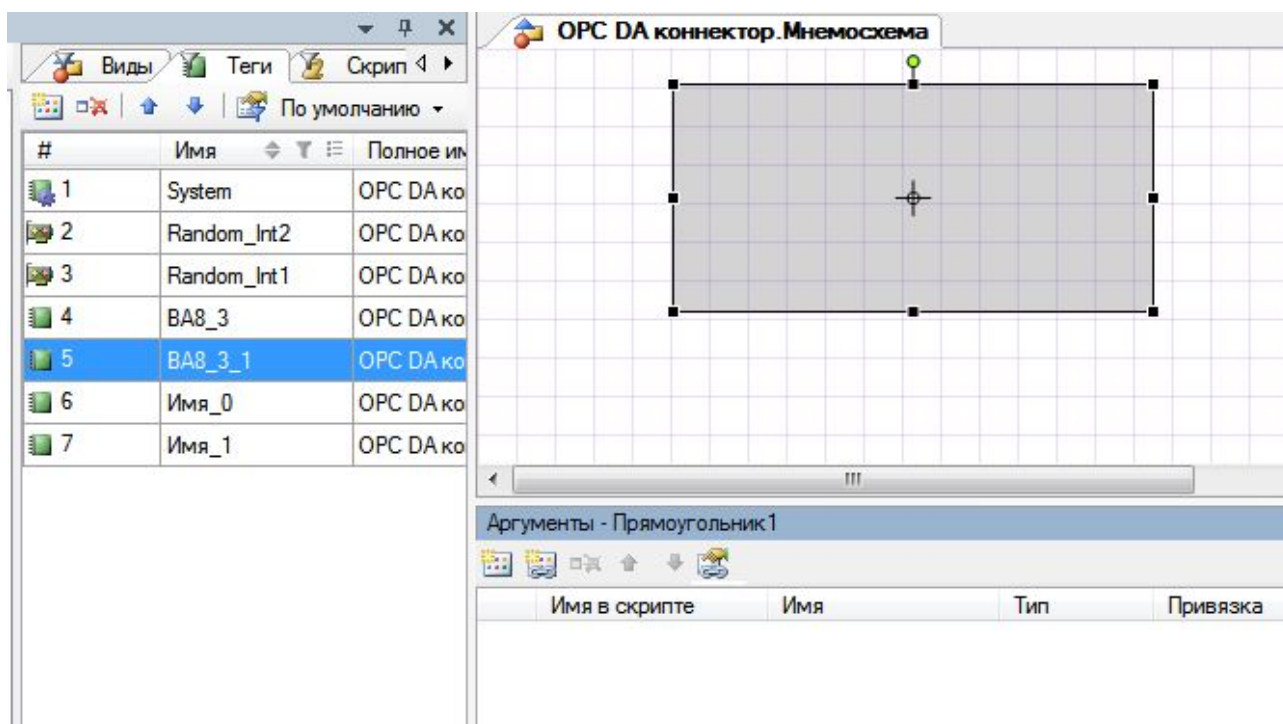 OPC DA коннектор.Мнемосхема
Виды Теги Скрип
По умолчанию
# Имя Полное им
1 System OPC DA ко
2 Random_Int2 OPC DA ко
3 Random_Int1 OPC DA ко
4 BA8_3 OPC DA ко
5 BA8_3_1 OPC DA ко
6 Имя_0 OPC DA ко
7 Имя_1 OPC DA ко
Аргументы - Прямоугольник1
Имя в скрипте Имя Тип Привязка